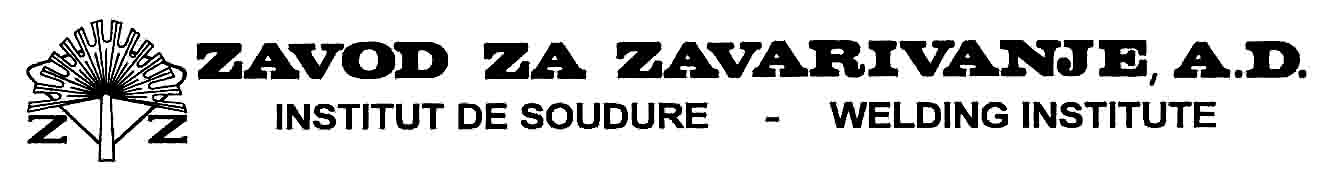 ZAVOD ZA ZAVARIVANJE, A.D.
INSTITUT DE SOUDURE - WELDING INSTITUTE
Z Z